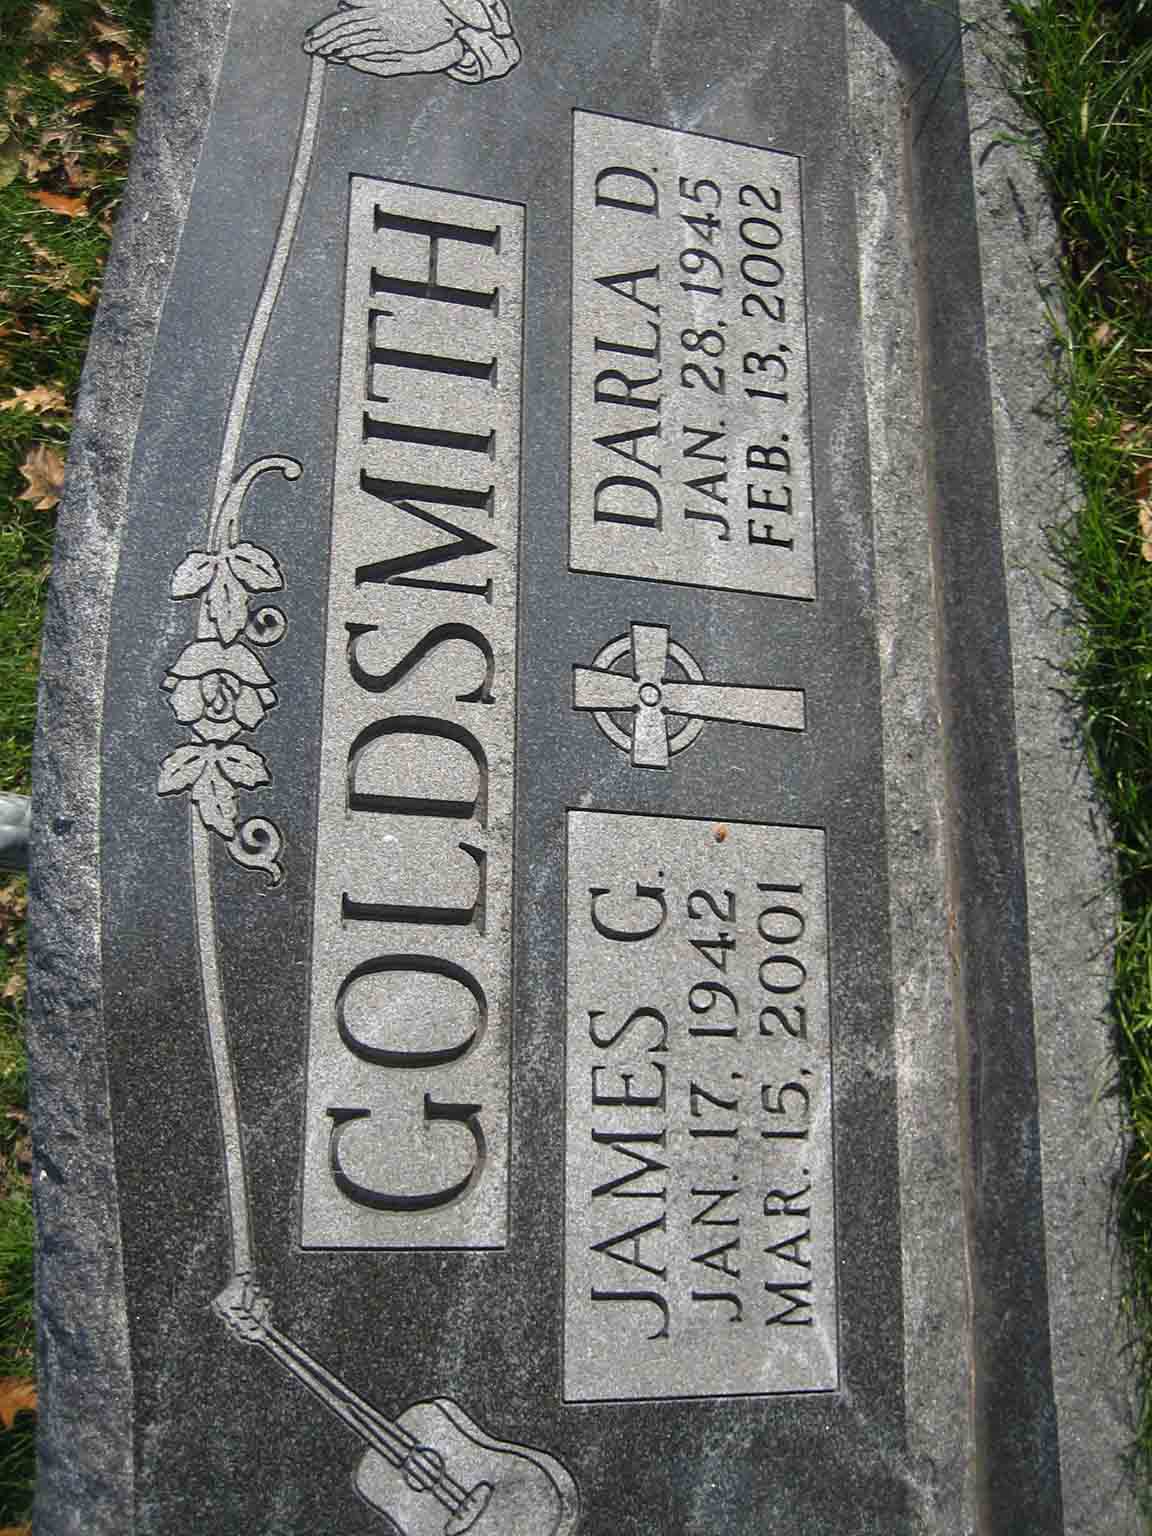 GOLDSMITH
JAMES G.
JAN. 17, 1942
MAR. 15, 2001
DARLA D.
JAN. 28, 1945
FEB. 13, 2002